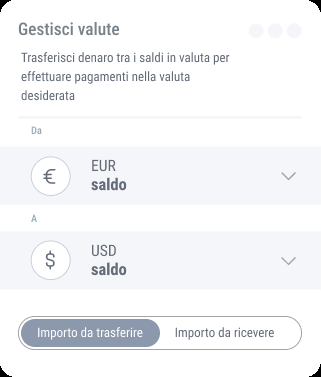 Gestisci valute
Trasferisci denaro tra i saldi in valuta per
effettuare pagamenti nella valuta
desiderata
Da
€
EUR
saldo
A
$
USD
saldo
Importo da trasferire
Importo da ricevere